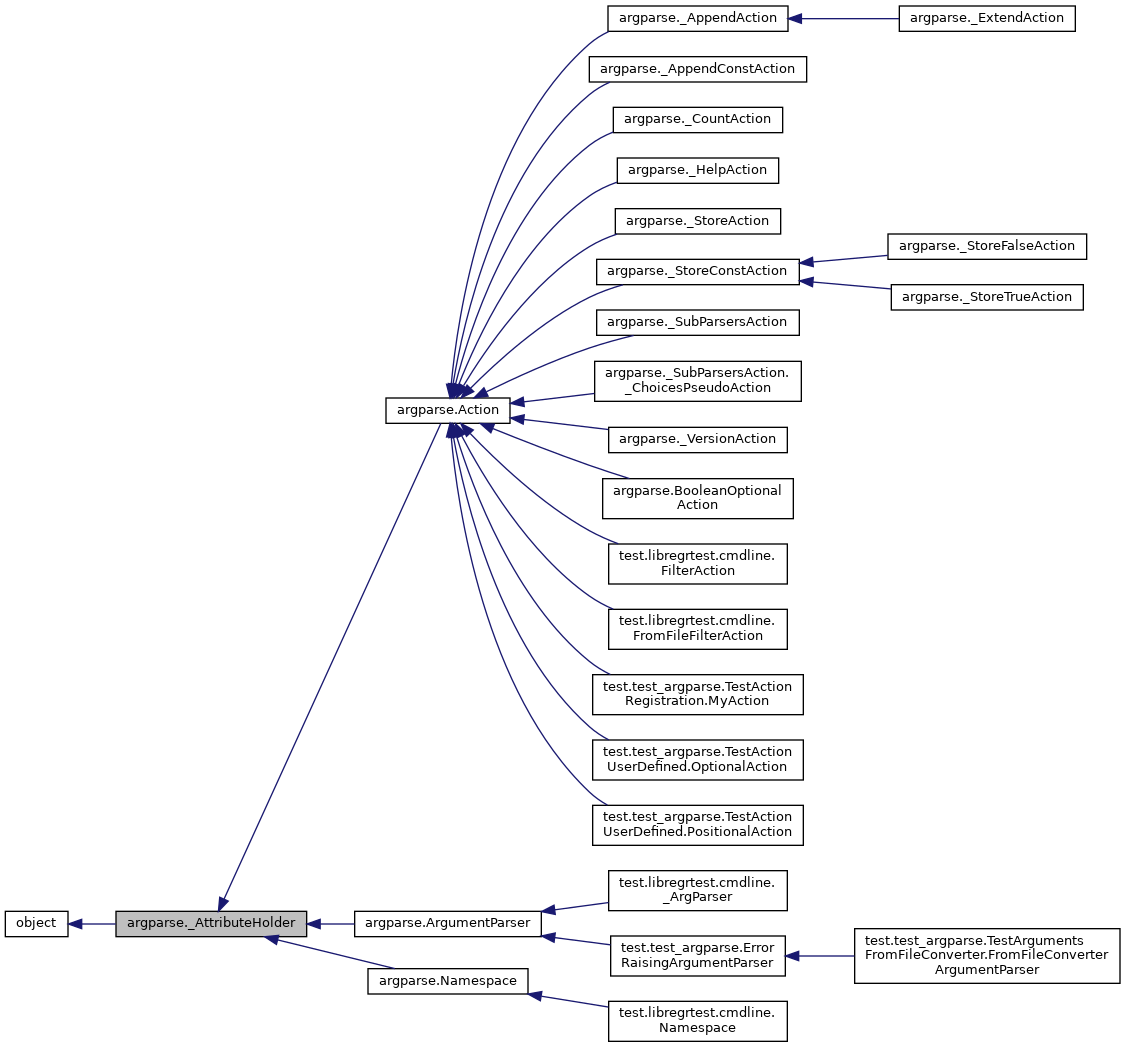 argparse._AppendAction
argparse._ExtendAction
argparse._AppendConstAction
argparse._CountAction
argparse._HelpAction
argparse._StoreAction
argparse._StoreConstAction
argparse._StoreFalseAction
argparse._StoreTrueAction
argparse._SubParsersAction
argparse._SubParsersAction.
_ChoicesPseudoAction
argparse.Action
argparse._VersionAction
argparse.BooleanOptional
Action
test.libregrtest.cmdline.
FilterAction
test.libregrtest.cmdline.
FromFileFilterAction
test.test_argparse.TestAction
Registration.MyAction
test.test_argparse.TestAction
UserDefined.OptionalAction
test.test_argparse.TestAction
UserDefined.PositionalAction
object
argparse._AttributeHolder
argparse.ArgumentParser
test.libregrtest.cmdline.
_ArgParser
test.test_argparse.Error
RaisingArgumentParser
test.test_argparse.TestArguments
FromFileConverter.FromFileConverter
ArgumentParser
argparse.Namespace
test.libregrtest.cmdline.
Namespace